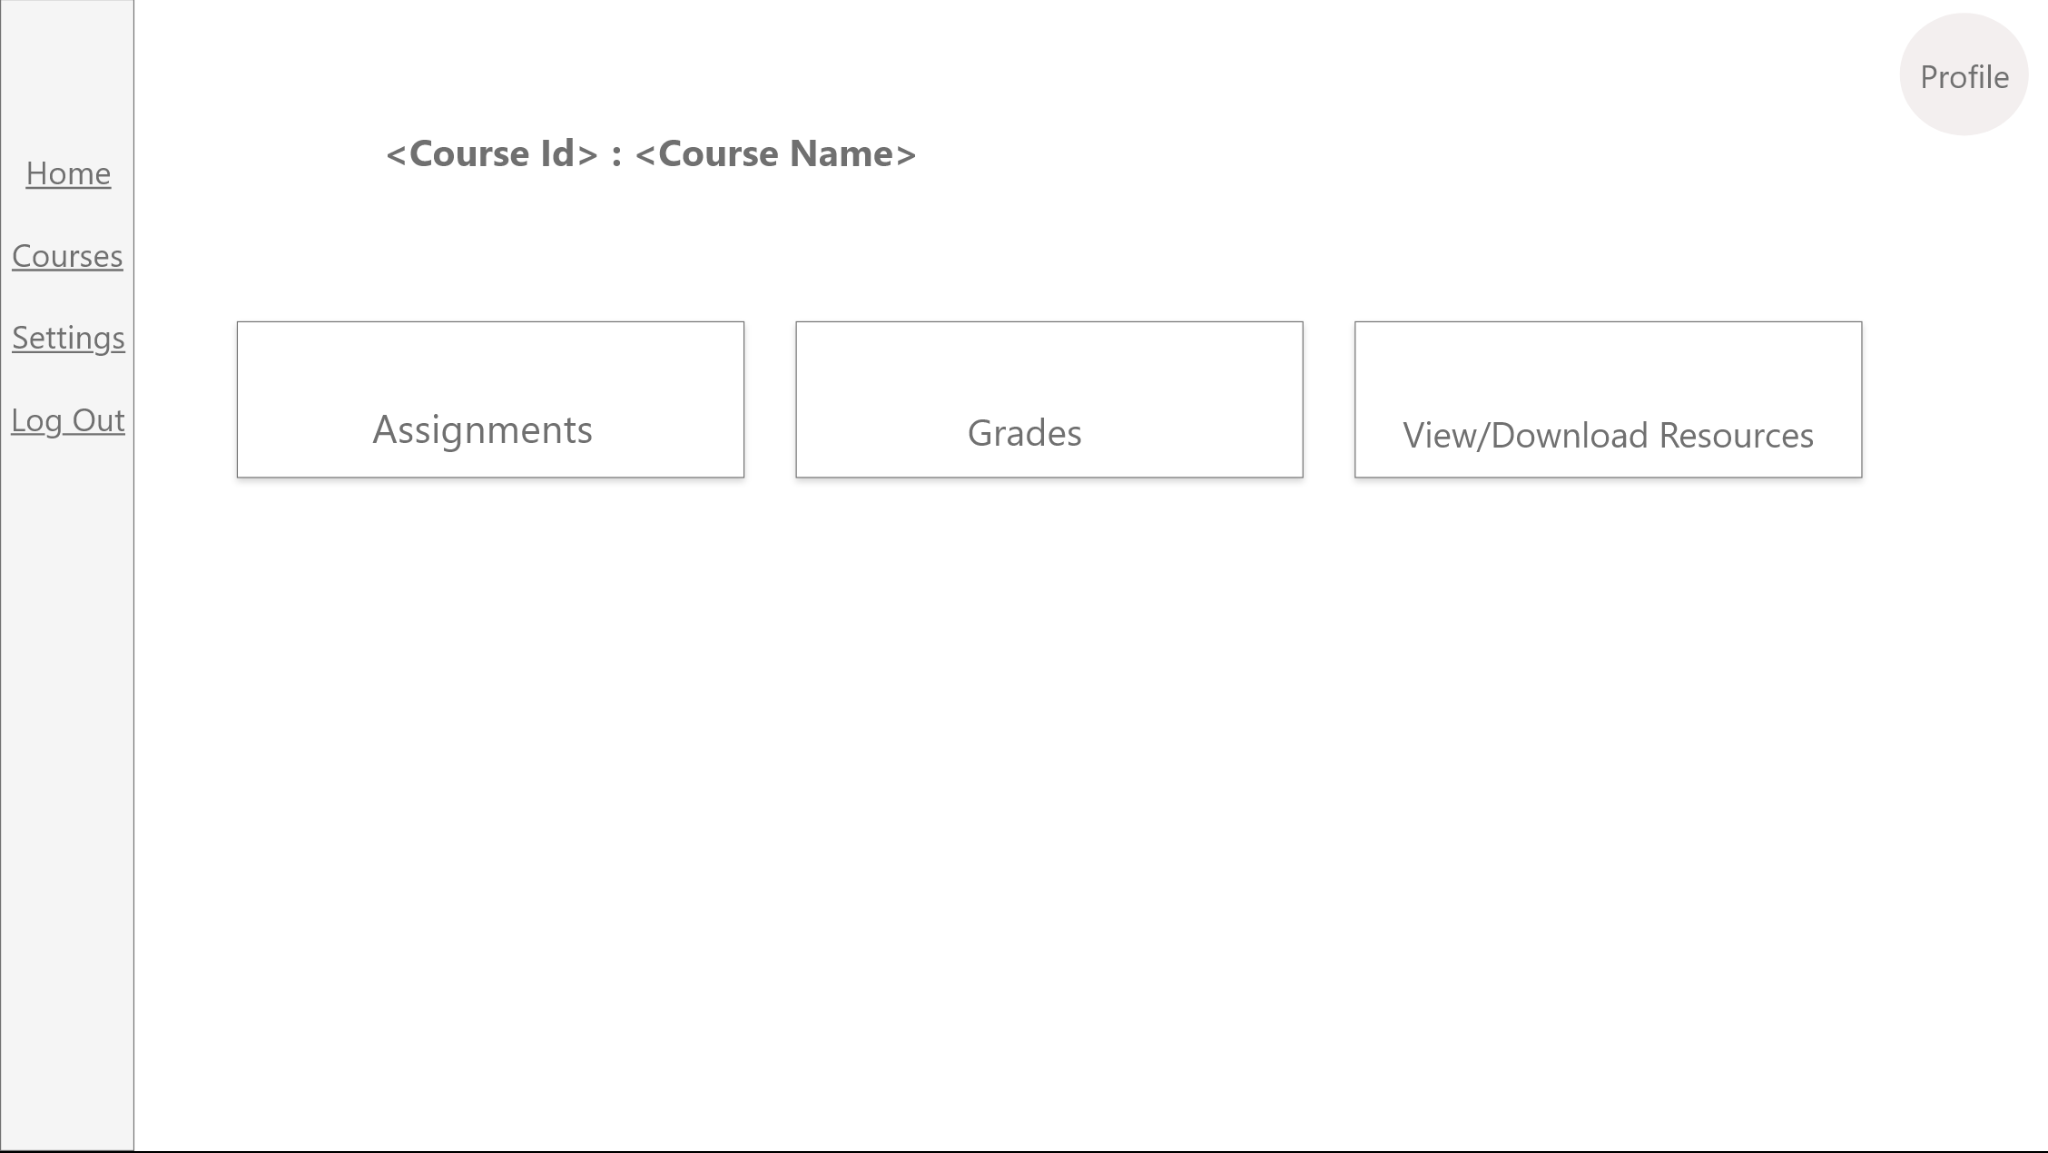 Profile
<Course Id> : <Course Name>
Home
Courses
Settings
Log Out
Assignments
Grades
View/Download Resources